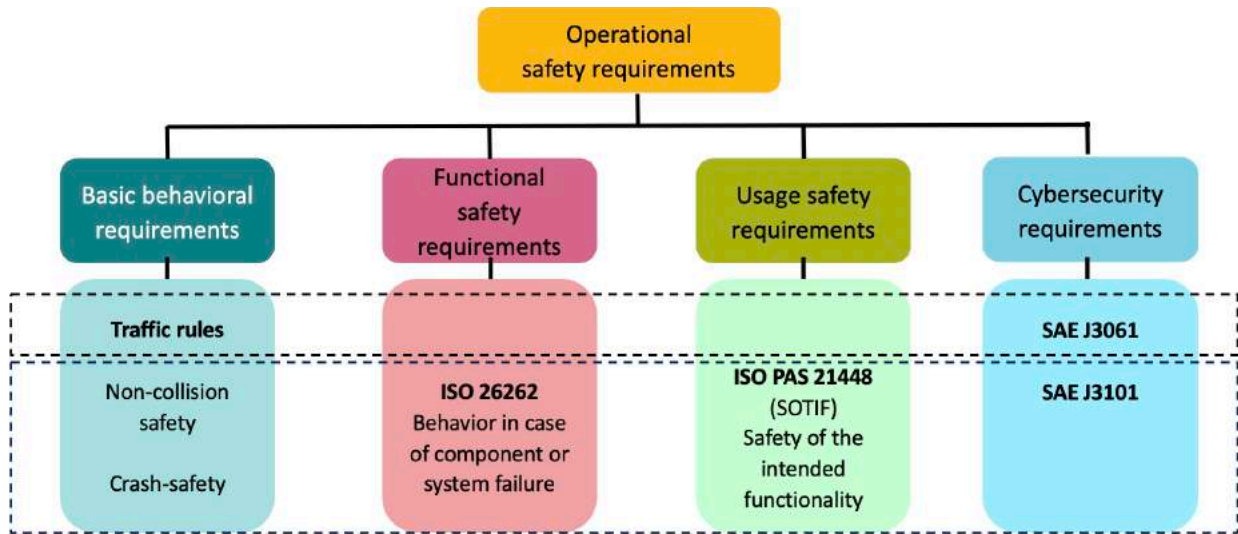 Operational
safety requirements
Basic behavioral
requirements
Functional
safety
requirements
Usage safety
requirements
Cybersecurity
requirements
Traffic rules
Non-collision
safety
Crash-safety
ISO 26262
Behavior in case
of component or
system failure
ISO PAS 21448
(SOTIF)
Safety of the
intended
functionality
SAE J3061
SAE J3101